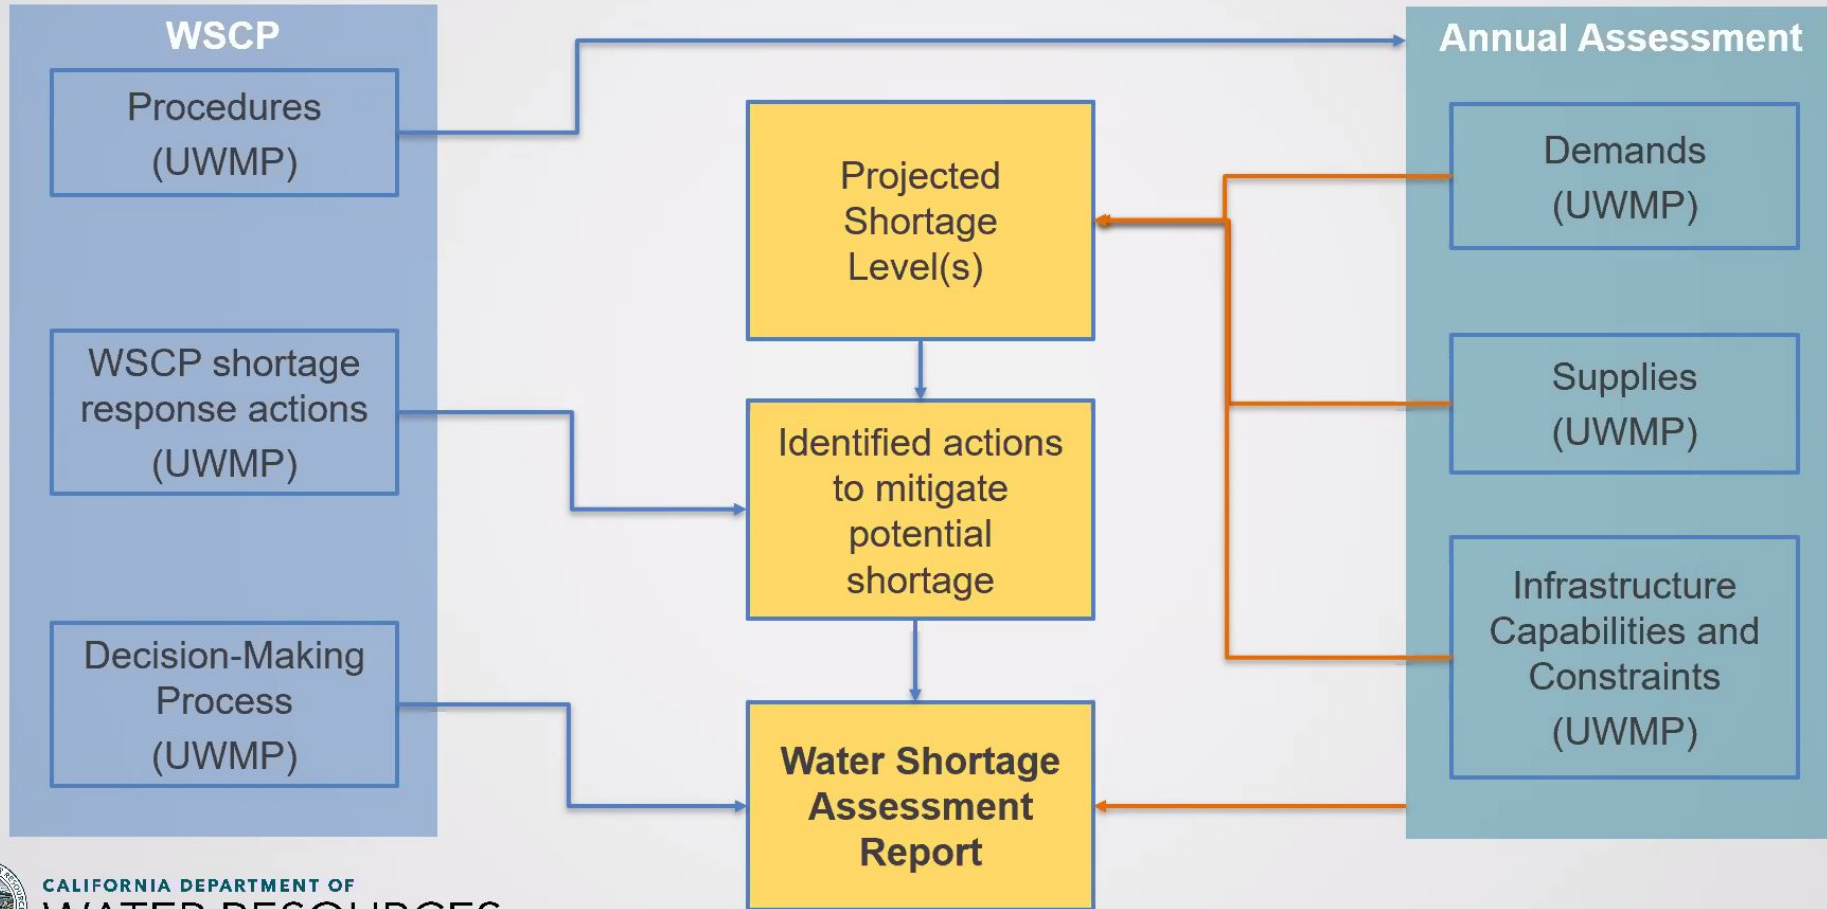 WSCP
Procedures
(UWMP)
WSCP shortage
response actions
(UWMP)
Decision-Making
Process
(UWMP)
Projected
Shortage
Level(s)
Identified actions
to mitigate
potential
shortage
Water Shortage
Assessment
Report
Annual Assessment
Demands
(UWMP)
Supplies
(UWMP)
Infrastructure
Capabilities and
Constraints
(UWMP)
CALIFORNIA DEPARTMENT OF
WATER RESOURCES